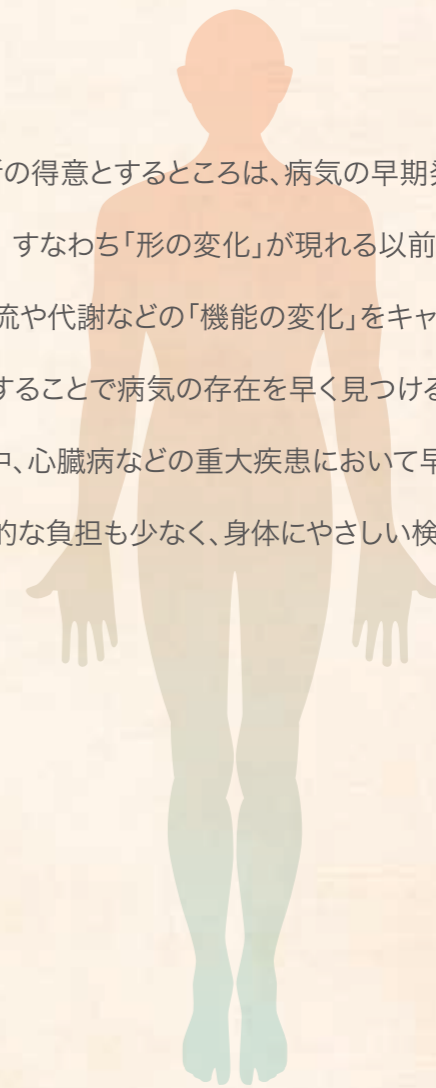 の得意とするところは、病気の早期
すなわち「形の変化」が現れる以前
流や代謝などの「機能の変化」をキャ
することで病気の存在を早く見つける
、心臓病などの重大疾患において早
的な負担も少なく、身体にやさしい検